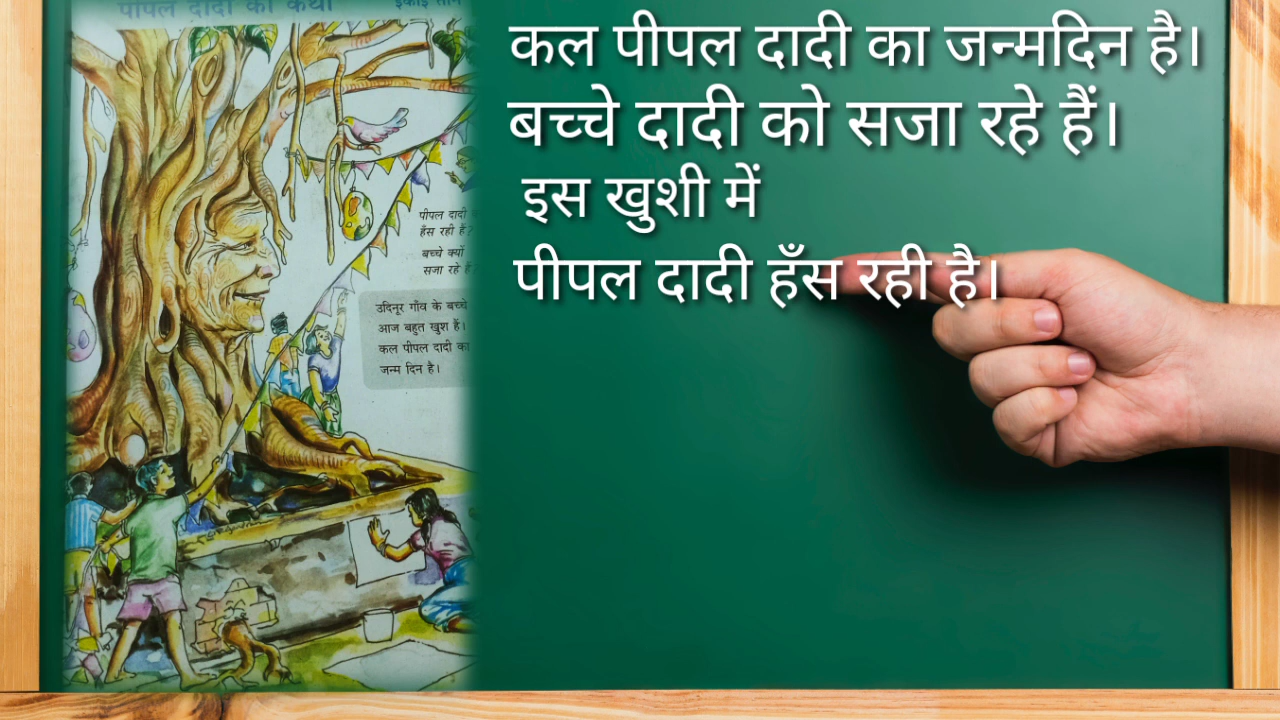 पीपल दादी की कथा
इकाई तीन
कल पीपल दादी का जन्मदिन है।
बच्चे दादी को सजा रहे हैं।
इस खुशी में
पीपल दादी हँस रही है।
पीपल दादी
हँस रही हैं
बच्चे क्यों
सजा रहे
उदिनूर गाँव के बच्चे
आज बहुत खुश हैं।
कल पीपल दादी का
जन्म दिन है।